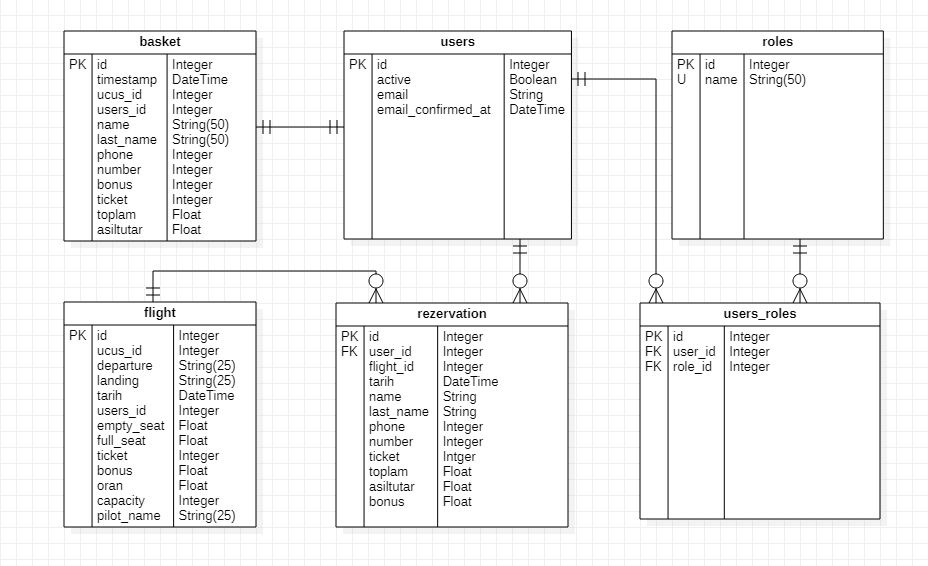 basket
PK id Integer
timestamp DateTime
ucus_id Integer
users_id Integer
name String(50)
last_name String(50)
phone Integer
number Integer
bonus Integer
ticket Integer
toplam Float
asiltutar Float
users
PK id Integer
active Boolean
email String
email_confirmed_at DateTime
roles
PK id Integer
U name String(50)
flight
PK id Integer
ucus_id Integer
departure String(25)
landing String(25)
tarih DateTime
users_id Integer
empty_seat Float
full_seat Float
ticket Integer
bonus Float
oran Float
capacity Integer
pilot_name String(25)
rezervation
PK id Integer
FK user_id Integer
flight_id Integer
tarih DateTime
name String
last_name String
phone Integer
number Integer
ticket Intger
toplam Float
asiltutar Float
bonus Float
users_roles
PK id Integer
FK user_id Integer
FK role_id Integer